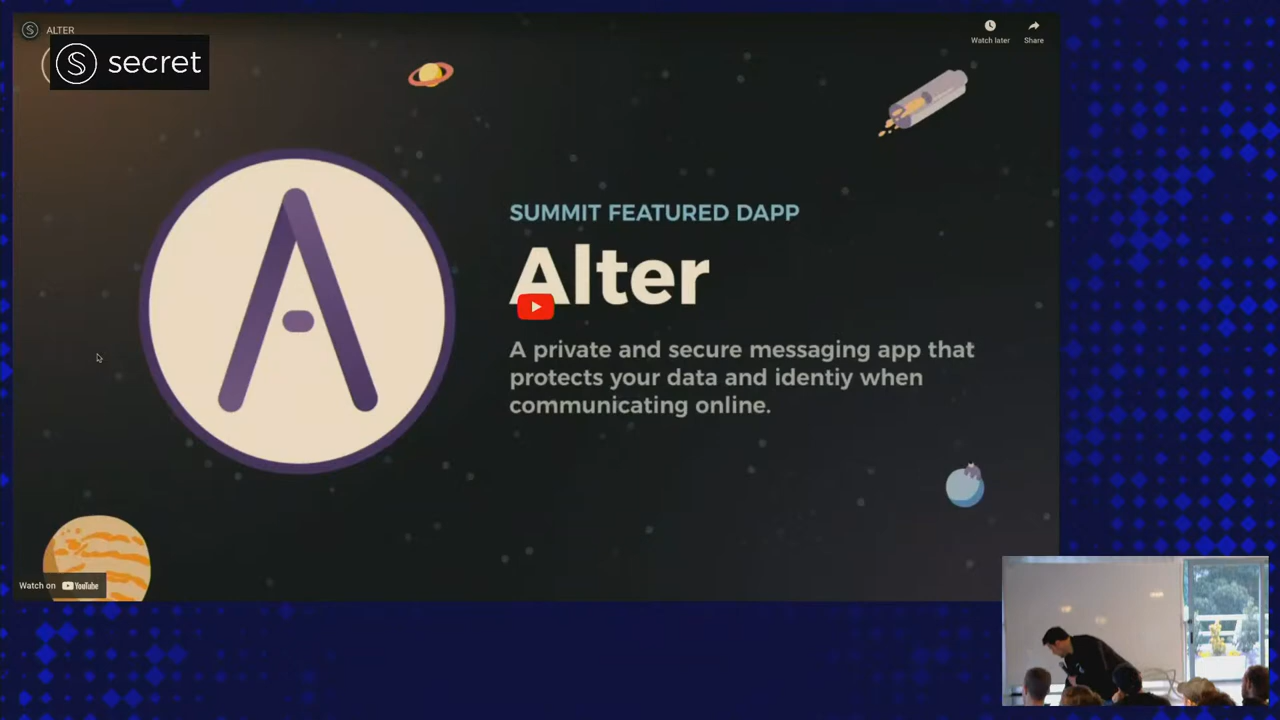 ALTER
secret
Watch later
Share
SUMMIT FEATURED DAPP
Alter
A private and secure messaging app that
protects your data and identiy when
communicating online.
Watch on YouTube